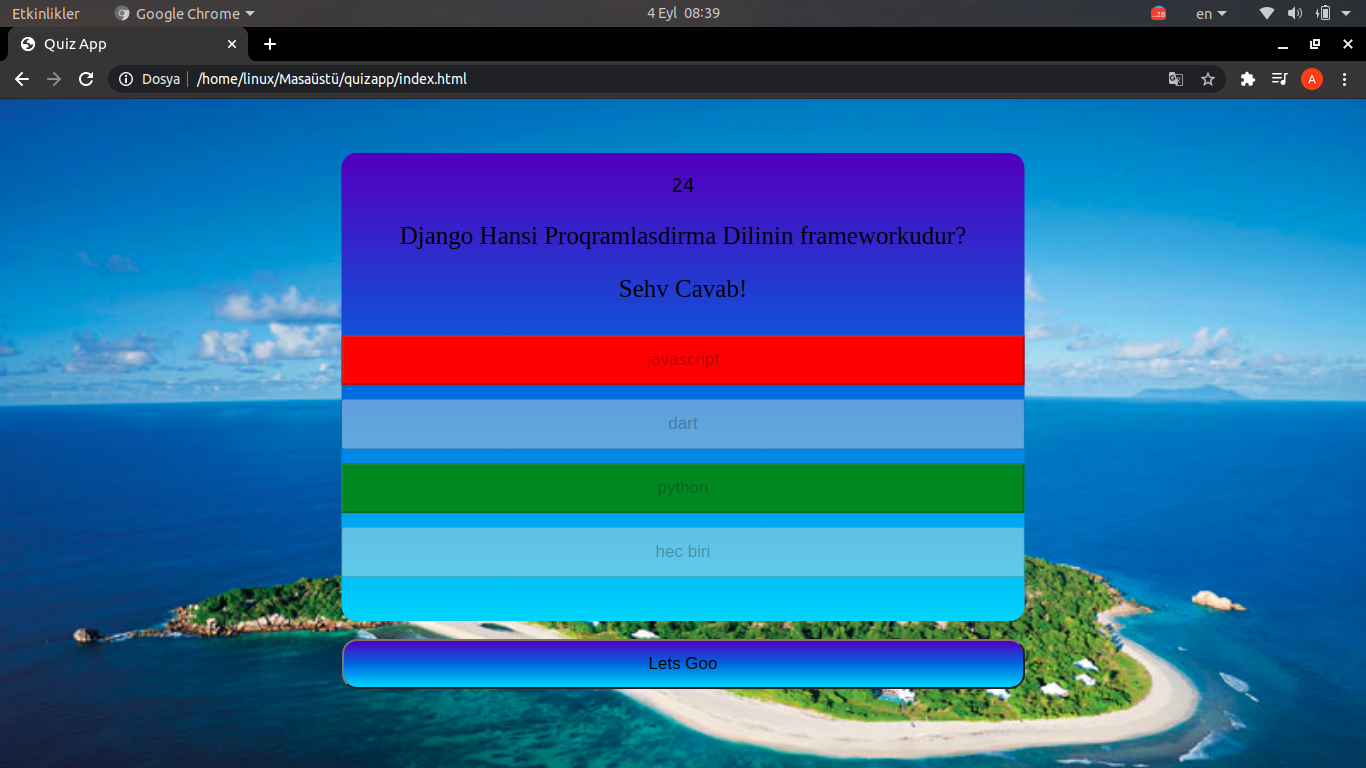 Etkinlikler Google Chrome 4 Eyl 08:39 en
Quiz App
Dosya /home/linux/Masaüstü/quizapp/index.html A
24
Django Hansi Proqramlasdirma Dilinin frameworkudur?
Sehv Cavab!
javascript
dart
python
hec biri
Lets Goo